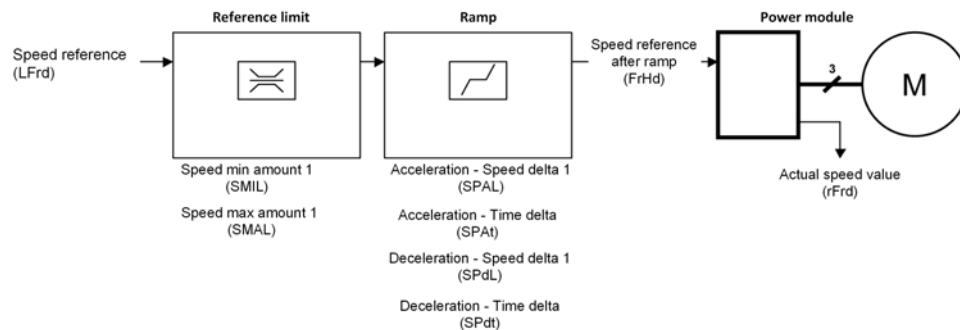 Reference limit
Ramp
Power module
Speed reference
(LFrd)
Speed reference
after ramp
(FrHd)
3
M
Speed min amount 1
(SMIL)
Speed max amount 1
(SMAL)
Acceleration - Speed delta 1
(SPAL)
Acceleration - Time delta
(SPAt)
Deceleration - Speed delta 1
(SPdL)
Deceleration - Time delta
(SPdt)
Actual speed value
(rFrd)